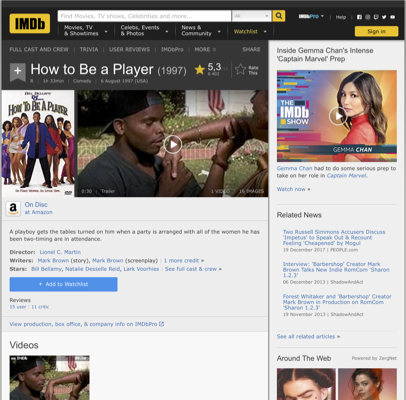 IMDb
Find Movies, TV shows, Celebrities and more...
All
IMDbPro
Help
Movies, TV
& Showtimes
Celebs, Events
& Photos
News &
Community
Watchlist
Sign in
FULL CAST AND CREW | TRIVIA | USER REVIEWS | IMDbPro | MORE
SHARE
How to Be a Player (1997)
5,3
Rate
This
1h 33min | Comedy | 6 August 1997 (USA)
HOW TO BE A PLAYER
DVD
0:30 | Trailer
1 VIDEO
16 IMAGES
a
On Disc
at Amazon
A playboy gets the tables turned on him when a party is arranged with all of the women he has
been two-timing are in attendance.
Director: Lionel C. Martin
Writers: Mark Brown (story), Mark Brown (screenplay) | 1 more credit »
Stars: Bill Bellamy, Natalie Desselle Reid, Lark Voorhies | See full cast & crew »
+ Add to Watchlist
Reviews
15 user | 11 critic
View production, box office, & company info on IMDbPro
Videos
Inside Gemma Chan's Intense
'Captain Marvel' Prep
THE
IMDb
SHOW
GEMMA CHAN
Gemma Chan had to do some serious prep
to take on her role in Captain Marvel.
Watch now »
Related News
Two Russell Simmons Accusers Discuss
'Impetus' to Speak Out & Recount
Feeling 'Cheapened' by Mogul
19 December 2017 | PEOPLE.com
Interview: 'Barbershop' Creator
Mark Brown Talks New Indie RomCom 'Sharon
1.2.3'
06 December 2013 | ShadowAndAct
Forest Whitaker and 'Barbershop' Creator
Mark Brown in Production on RomCom
'Sharon 1.2.3'
19 November 2013 | ShadowAndAct
See all related articles »
Around The Web
Powered by ZergNet